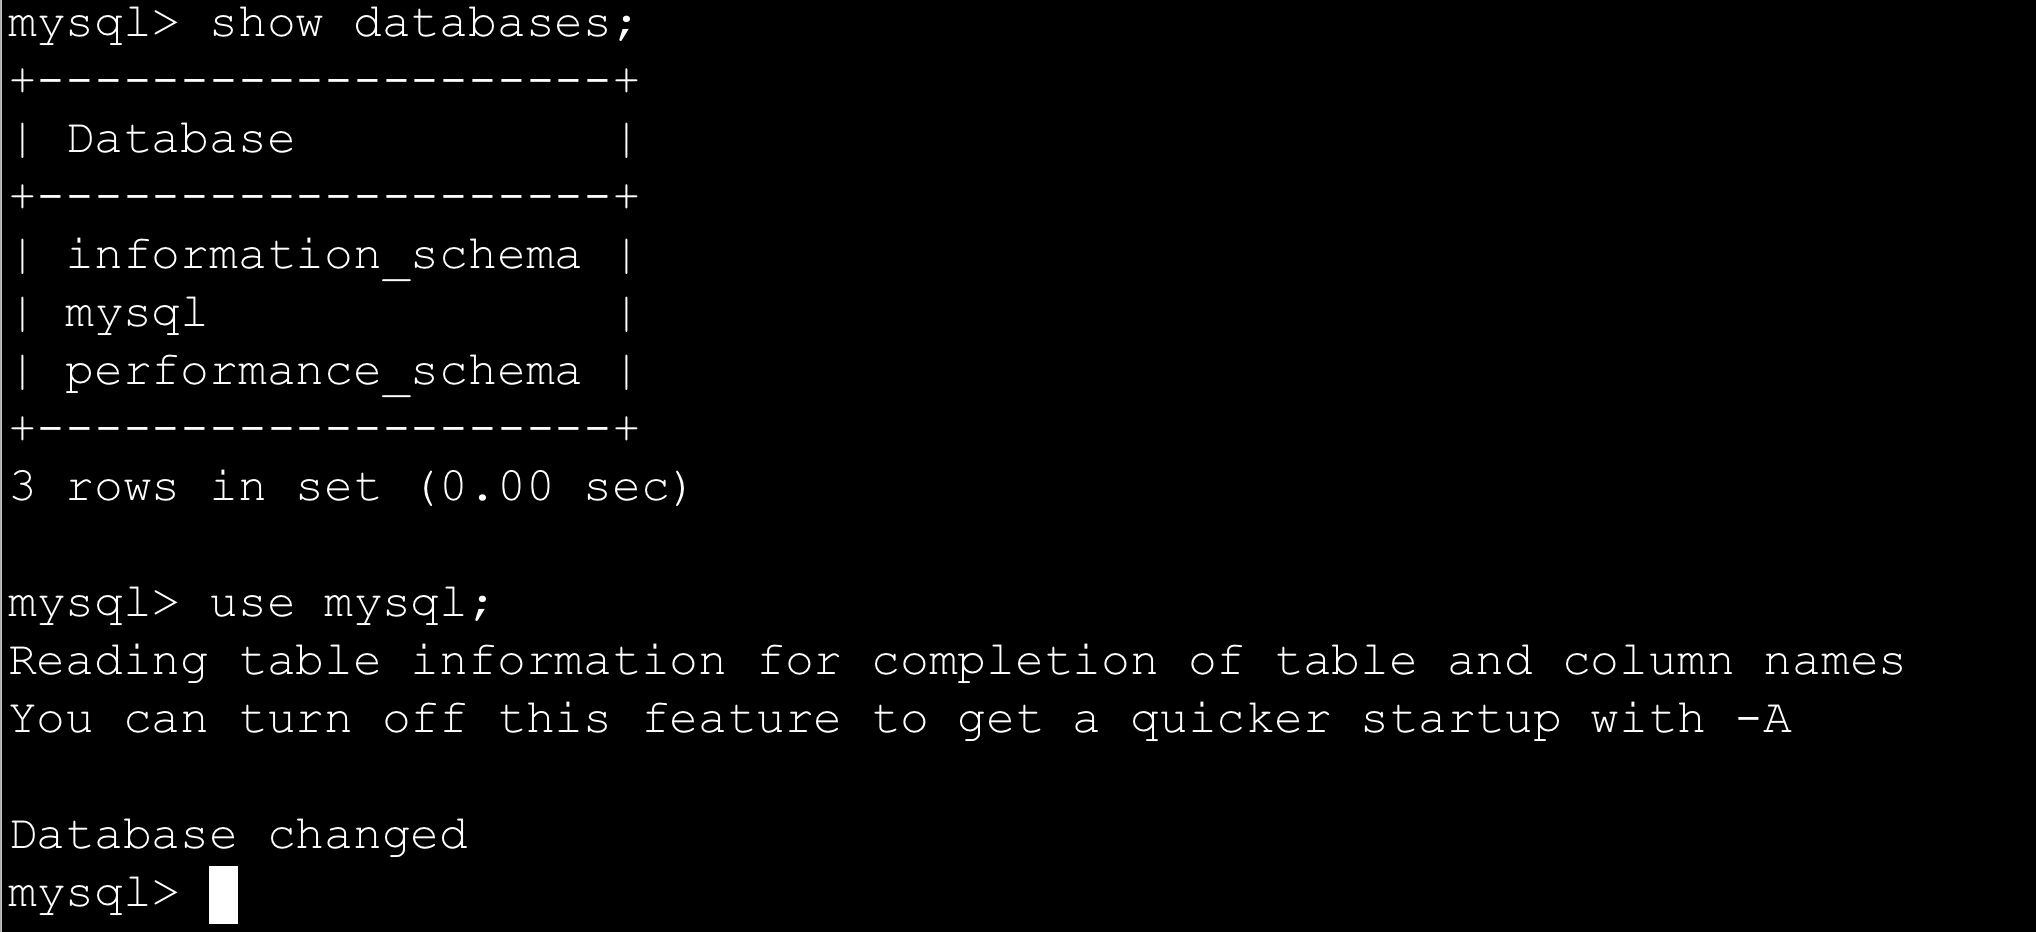 mysql> show databases;
+--------------------+
| Database           |
+--------------------+
| information_schema |
| mysql              |
| performance_schema |
+--------------------+
3 rows in set (0.00 sec)

mysql> use mysql;
Reading table information for completion of table and column names
You can turn off this feature to get a quicker startup with -A

Database changed
mysql>